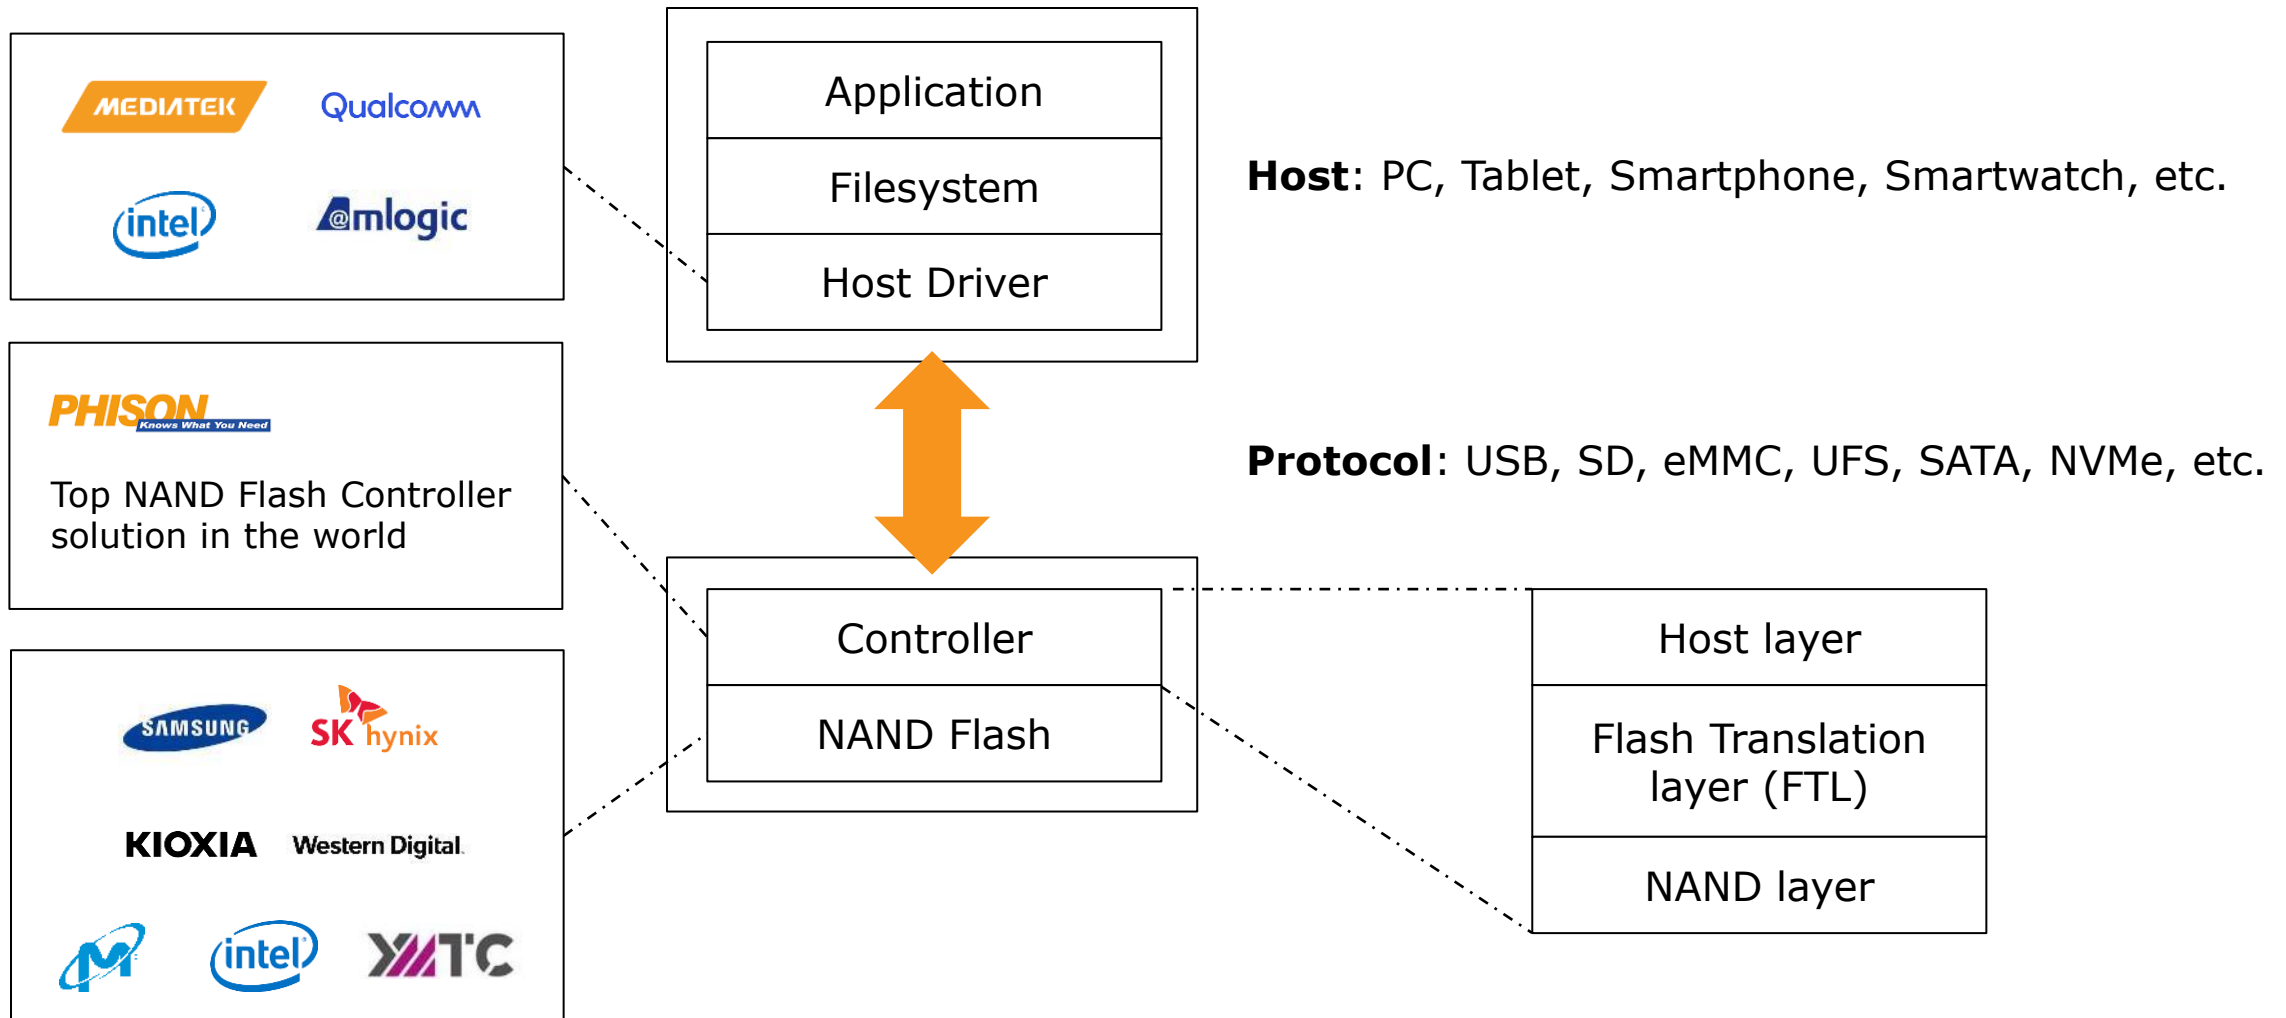 MEDIATEK
Qualcomm
intel
@mlogic
Application
Filesystem
Host Driver
Host: PC, Tablet, Smartphone, Smartwatch, etc.
PHISON
Knows What You Need
Top NAND Flash Controller
solution in the world
Protocol: USB, SD, eMMC, UFS, SATA, NVMe, etc.
Controller
NAND Flash
Host layer
Flash Translation
layer (FTL)
NAND layer
SAMSUNG
SK hynix
KIOXIA
Western Digital.
M
intel
YMTC